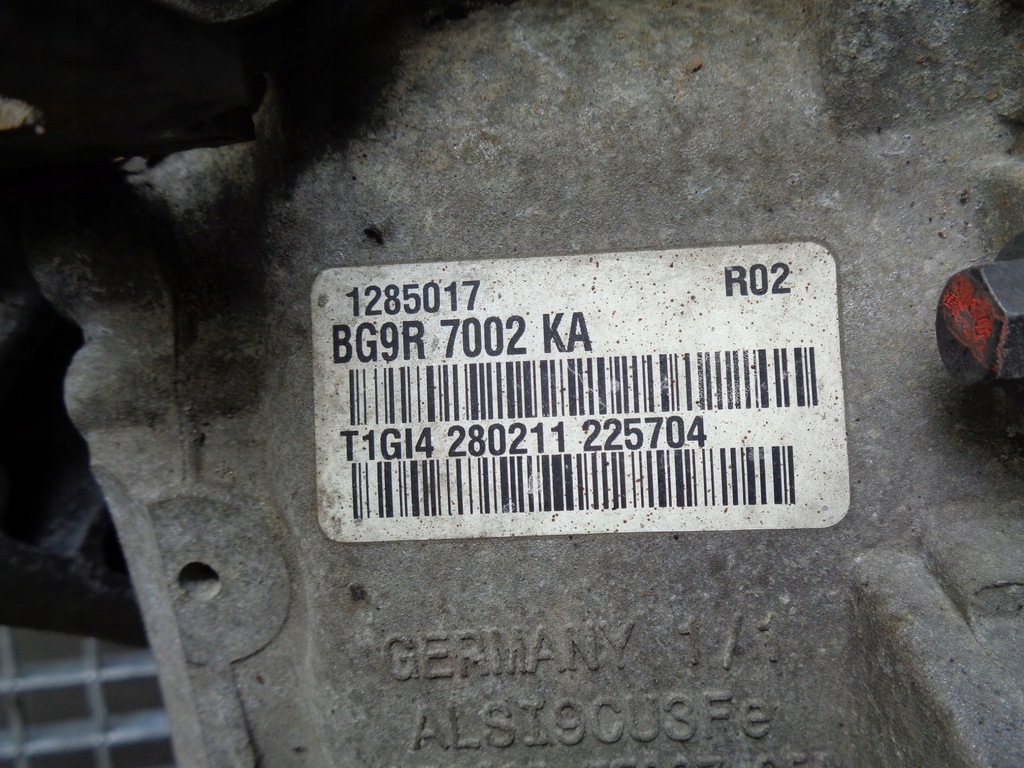 1285017 R02
BG9R 7002 KA
T1GI4 280211 225704
GERMANY 1/1
ALSI9CU3Fe